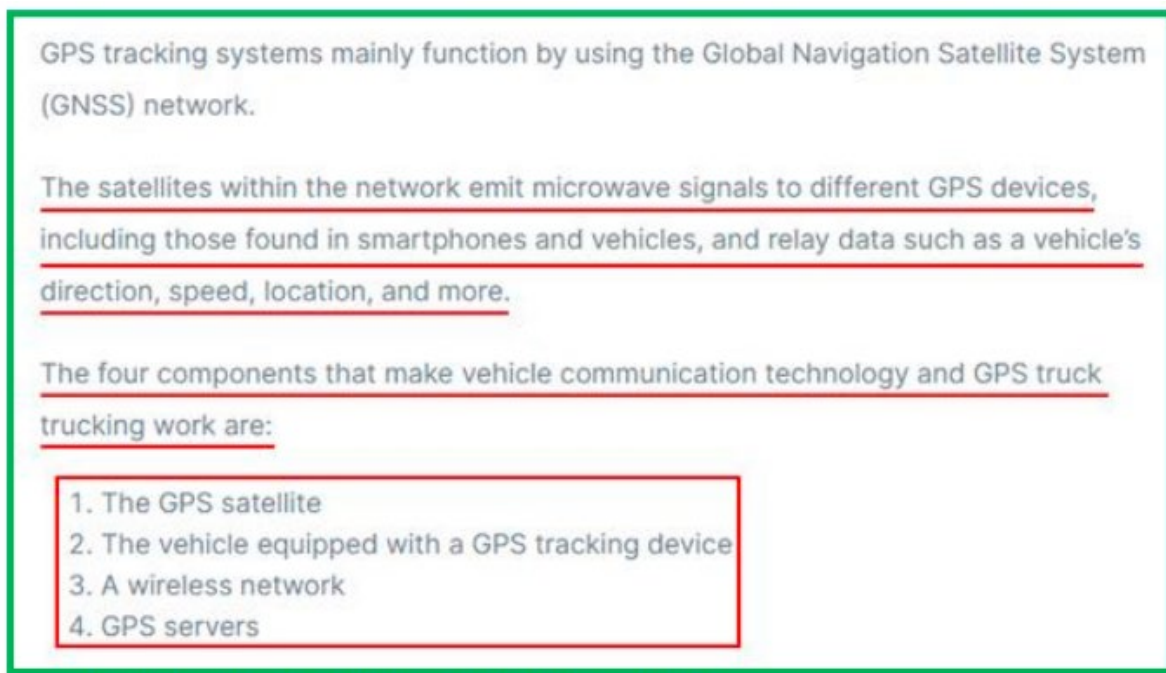 GPS tracking systems mainly function by using the Global Navigation Satellite System
(GNSS) network.
The satellites within the network emit microwave signals to different GPS devices,
including those found in smartphones and vehicles, and relay data such as a vehicle's
direction, speed, location, and more.
The four components that make vehicle communication technology and GPS truck
trucking work are:
1. The GPS satellite
2. The vehicle equipped with a GPS tracking device
3. A wireless network
4. GPS servers